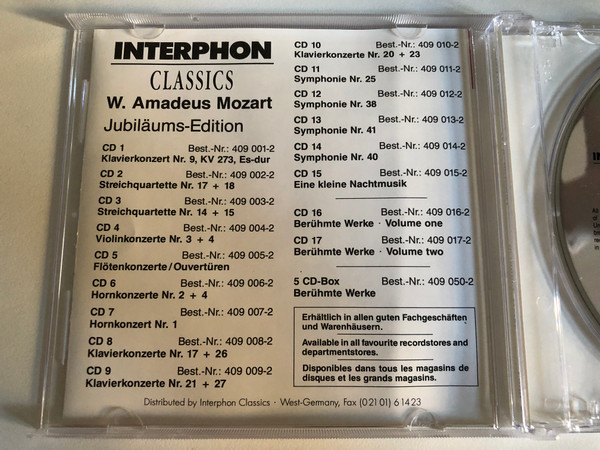 INTERPHON
CLASSICS
W. Amadeus Mozart
Jubiläums-Edition
CD 1 Best.-Nr.: 409 001-2
Klavierkonzert Nr. 9, KV 273, Es-dur
CD 2 Best.-Nr.: 409 002-2
Streichquartette Nr. 17 + 18
CD 3 Best.-Nr.: 409 003-2
Streichquartette Nr. 14 + 15
CD 4 Best.-Nr.: 409 004-2
Violinkonzerte Nr. 3 + 4
CD 5 Best.-Nr.: 409 005-2
Flötenkonzerte/Ouvertüren
CD 6 Best.-Nr.: 409 006-2
Hornkonzerte Nr. 2 + 4
CD 7 Best.-Nr.: 409 007-2
Hornkonzert Nr. 1
CD 8 Best.-Nr.: 409 008-2
Klavierkonzerte Nr. 17 + 26
CD 9 Best.-Nr.: 409 009-2
Klavierkonzerte Nr. 21 + 27
CD 10 Best.-Nr.: 409 010-2
Klavierkonzerte Nr. 20 + 23
CD 11 Best.-Nr.: 409 011-2
Symphonie Nr. 25
CD 12 Best.-Nr.: 409 012-2
Symphonie Nr. 38
CD 13 Best.-Nr.: 409 013-2
Symphonie Nr. 41
CD 14 Best.-Nr.: 409 014-2
Symphonie Nr. 40
CD 15 Best.-Nr.: 409 015-2
Eine kleine Nachtmusik
CD 16 Best.-Nr.: 409 016-2
Berühmte Werke · Volume one
CD 17 Best.-Nr.: 409 017-2
Berühmte Werke · Volume two
5 CD-Box Best.-Nr.: 409 050-2
Berühmte Werke
Erhältlich in allen guten Fachgeschäften
und Warenhäusern.
Available in all favourite recordstores and
departmentstores.
Disponibles dans tous les magasins de
disques et les grands magasins.
Distributed by Interphon Classics · West-Germany, Fax (0 21 01) 6 14 23